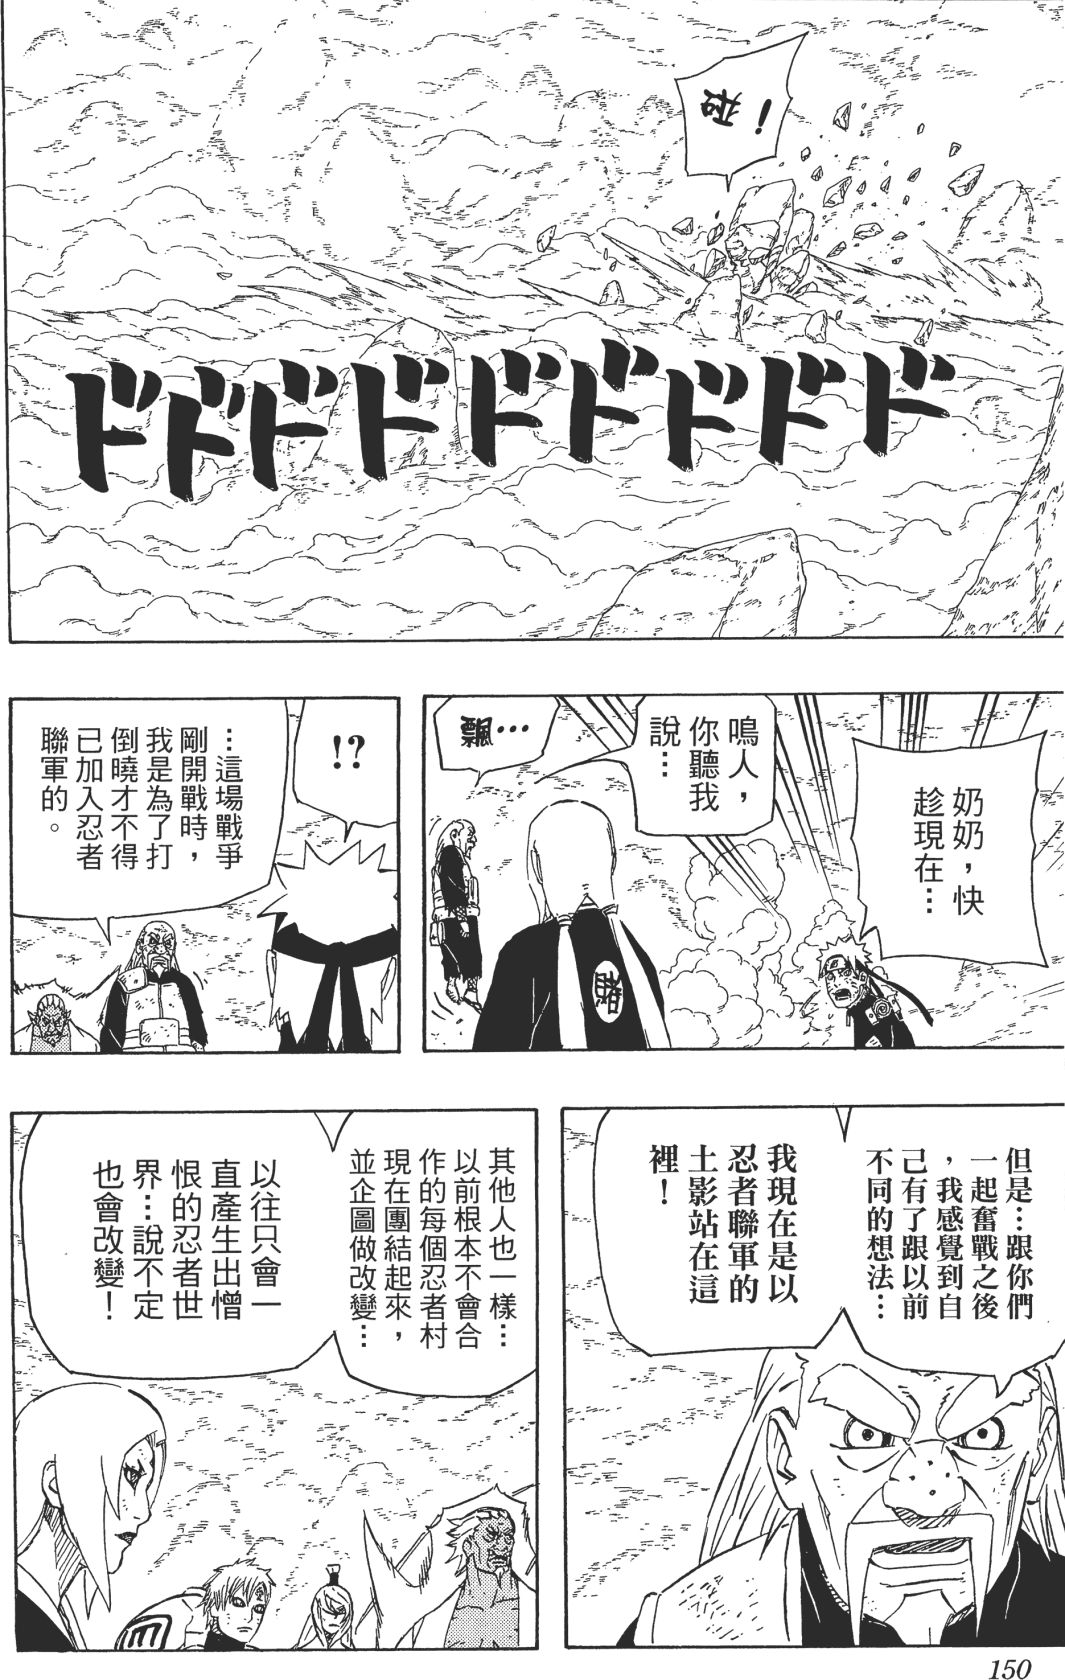 ドドドドドドドドド
奶奶，快
趁現在…
鳴人，
你聽我
說…
飄…
賭
!?
…這場戰爭
剛開戰時，
我是為了打
倒曉才不得
已加入忍者
聯軍的。
但是…跟你們
一起奮戰之後
，我感覺到自
己有了跟以前
不同的想法…
我現在是以
忍者聯軍的
土影站在這
裡！
其他人也一樣…
以前根本不會合
作的每個忍者村
現在團結起來，
並企圖做改變…
以往只會一
直產生出憎
恨的忍者世
界…說不定
也會改變！
150